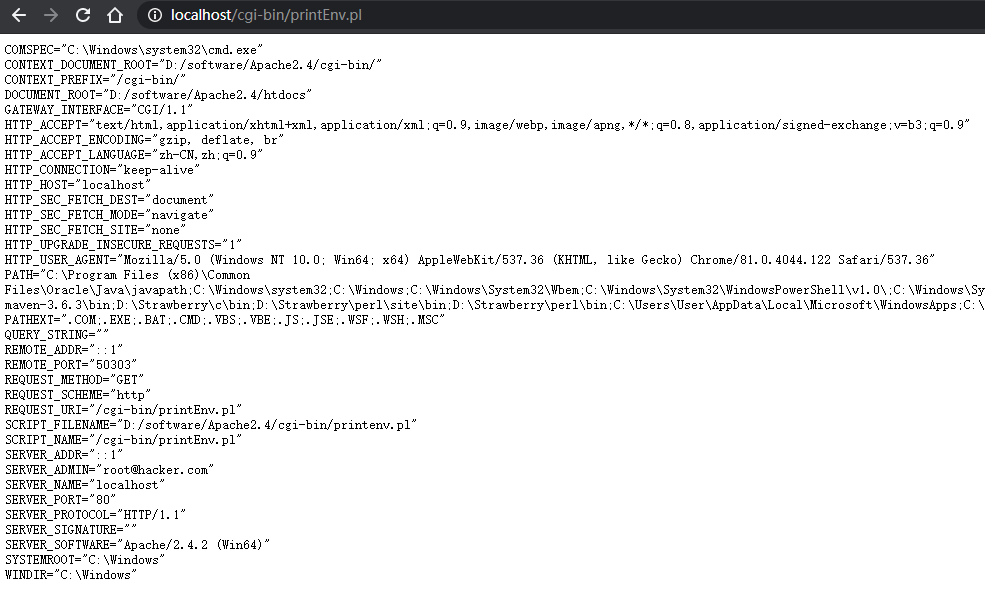 localhost/cgi-bin/printEnv.pl
COMSPEC="C:\Windows\system32\cmd.exe"
CONTEXT_DOCUMENT_ROOT="D:/software/Apache2.4/cgi-bin/"
CONTEXT_PREFIX="/cgi-bin/"
DOCUMENT_ROOT="D:/software/Apache2.4/htdocs"
GATEWAY_INTERFACE="CGI/1.1"
HTTP_ACCEPT="text/html,application/xhtml+xml,application/xml;q=0.9,image/webp,image/apng,*/*;q=0.8,application/signed-exchange;v=b3;q=0.9"
HTTP_ACCEPT_ENCODING="gzip, deflate, br"
HTTP_ACCEPT_LANGUAGE="zh-CN,zh;q=0.9"
HTTP_CONNECTION="keep-alive"
HTTP_HOST="localhost"
HTTP_SEC_FETCH_DEST="document"
HTTP_SEC_FETCH_MODE="navigate"
HTTP_SEC_FETCH_SITE="none"
HTTP_UPGRADE_INSECURE_REQUESTS="1"
HTTP_USER_AGENT="Mozilla/5.0 (Windows NT 10.0; Win64; x64) AppleWebKit/537.36 (KHTML, like Gecko) Chrome/81.0.4044.122 Safari/537.36"
PATH="C:\Program Files (x86)\Common
Files\Oracle\Java\javapath;C:\Windows\system32;C:\Windows;C:\Windows\System32\Wbem;C:\Windows\System32\WindowsPowerShell\v1.0\;C:\Windows\Sy
maven-3.6.3\bin;D:\Strawberry\c\bin;D:\Strawberry\perl\site\bin;D:\Strawberry\perl\bin;C:\Users\User\AppData\Local\Microsoft\WindowsApps;C:\
PATHEXT=".COM;.EXE;.BAT;.CMD;.VBS;.VBE;.JS;.JSE;.WSF;.WSH;.MSC"
QUERY_STRING=""
REMOTE_ADDR="::1"
REMOTE_PORT="50303"
REQUEST_METHOD="GET"
REQUEST_SCHEME="http"
REQUEST_URI="/cgi-bin/printEnv.pl"
SCRIPT_FILENAME="D:/software/Apache2.4/cgi-bin/printenv.pl"
SCRIPT_NAME="/cgi-bin/printEnv.pl"
SERVER_ADDR="::1"
SERVER_ADMIN="root@hacker.com"
SERVER_NAME="localhost"
SERVER_PORT="80"
SERVER_PROTOCOL="HTTP/1.1"
SERVER_SIGNATURE=""
SERVER_SOFTWARE="Apache/2.4.2 (Win64)"
SYSTEMROOT="C:\Windows"
WINDIR="C:\Windows"